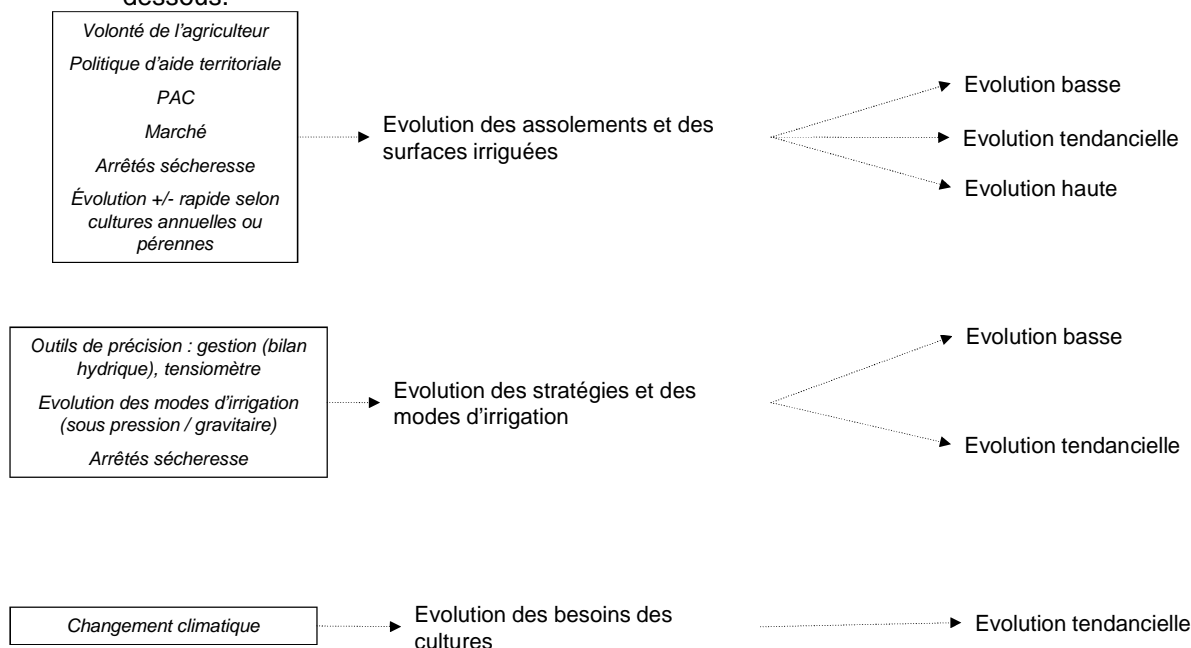 dessous.
Volonté de l'agriculteur
Politique d'aide territoriale
PAC
Marché
Arrêtés sécheresse
Évolution +/- rapide selon
cultures annuelles ou
pérennes
Evolution des assolements et des
surfaces irriguées
Evolution basse
Evolution tendancielle
Evolution haute
Outils de précision : gestion (bilan
hydrique), tensiomètre
Evolution des modes d'irrigation
(sous pression / gravitaire)
Arrêtés sécheresse
Evolution des stratégies et des
modes d'irrigation
Evolution basse
Evolution tendancielle
Changement climatique
Evolution des besoins des
cultures
Evolution tendancielle